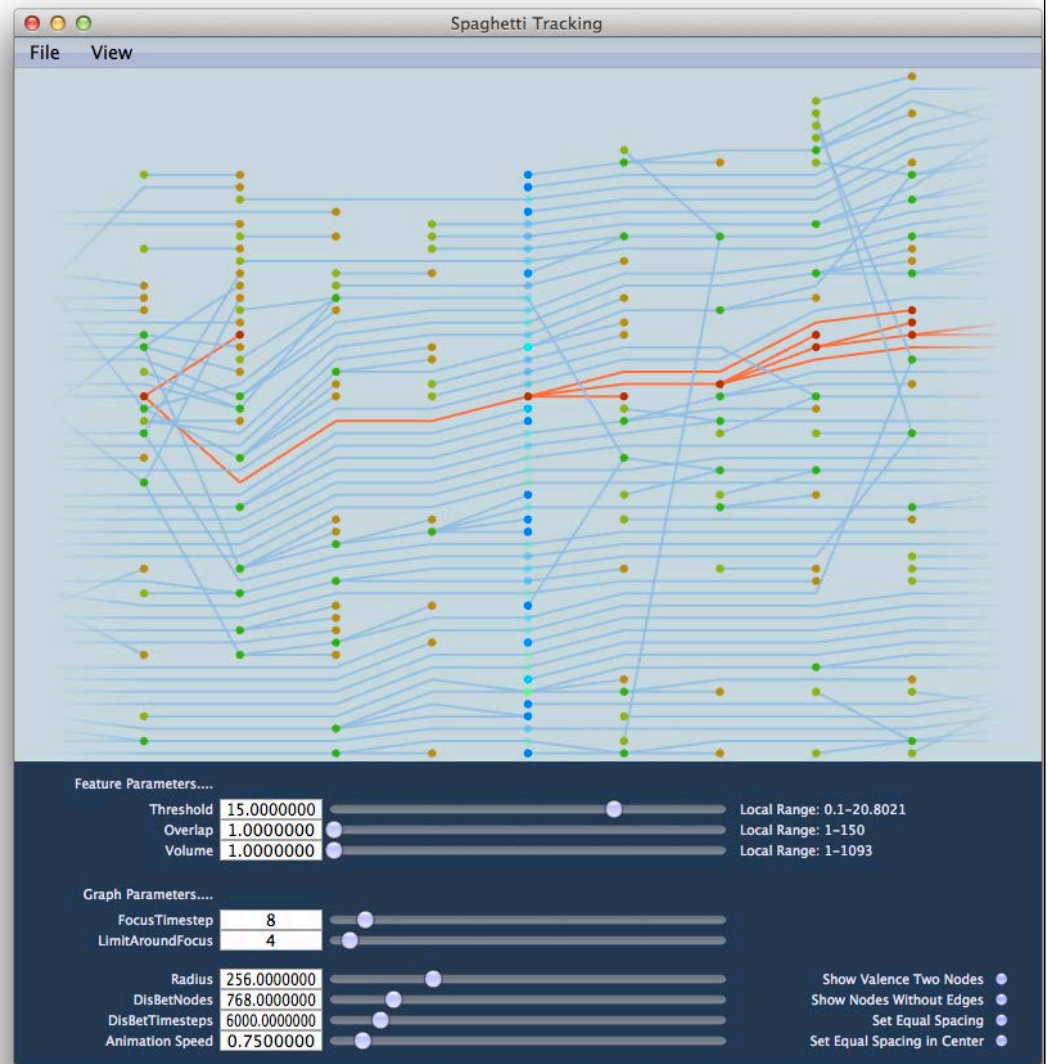 Spaghetti Tracking
File View
Feature Parameters....
Threshold 15.0000000 Local Range: 0.1-20.8021
Overlap 1.0000000 Local Range: 1-150
Volume 1.0000000 Local Range: 1-1093
Graph Parameters....
FocusTimestep 8
LimitAroundFocus 4
Radius 256.0000000 Show Valence Two Nodes
DisBetNodes 768.0000000 Show Nodes Without Edges
DisBetTimesteps 6000.0000000 Set Equal Spacing
Animation Speed 0.7500000 Set Equal Spacing in Center